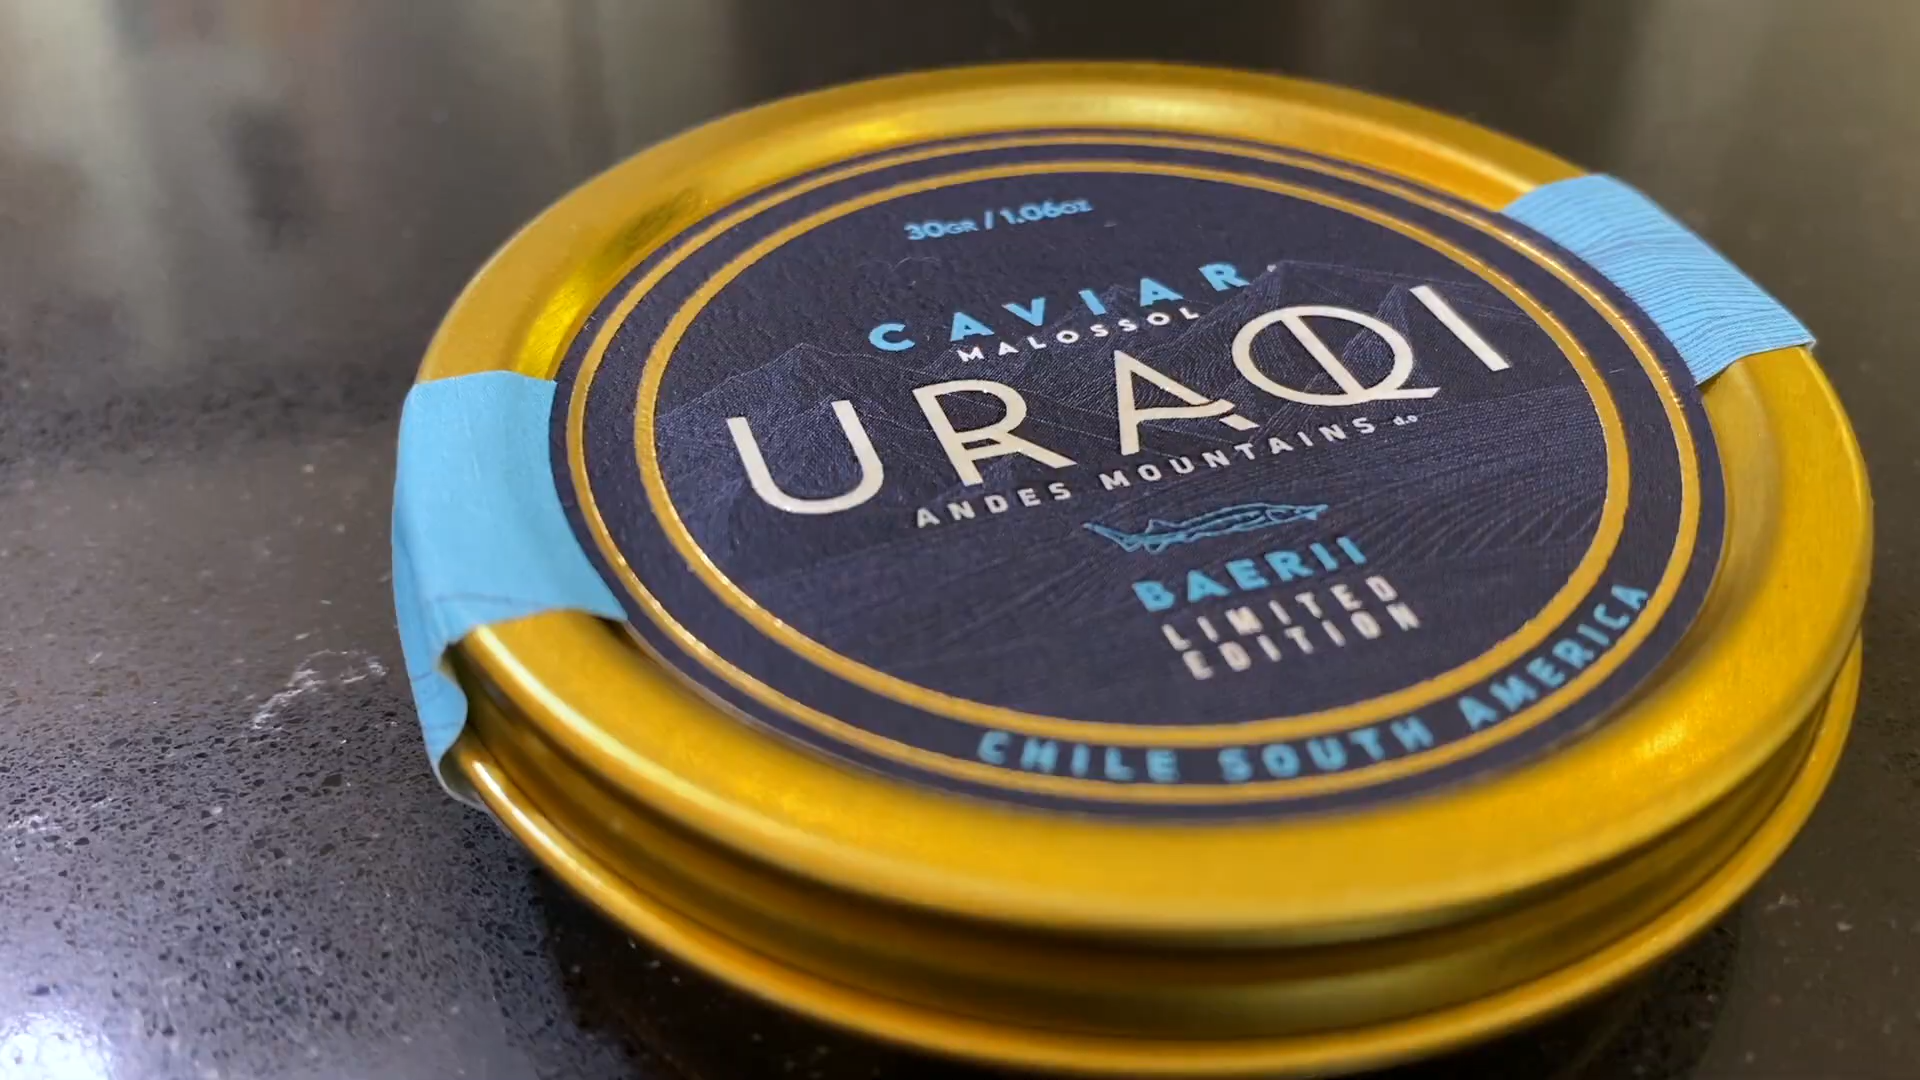 30GR / 1.06OZ
CAVIAR
MALOSSOL
URAQI
ANDES MOUNTAINS d.o
BAERII
LIMITED
EDITION
CHILE SOUTH AMERICA